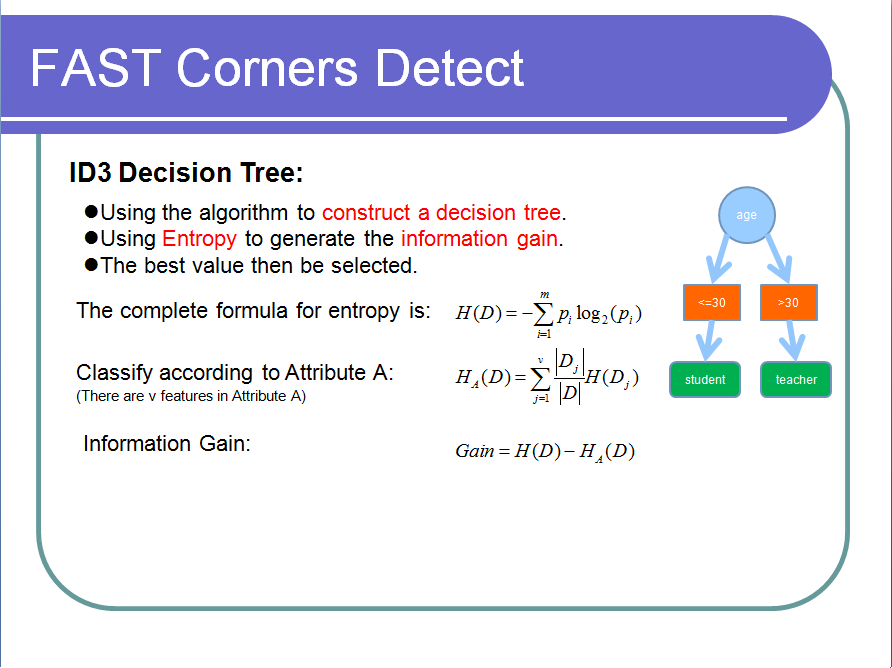 FAST Corners Detect
ID3 Decision Tree:
●Using the algorithm to construct a decision tree.
●Using Entropy to generate the information gain.
●The best value then be selected.
The complete formula for entropy is: H(D) = −∑_{i=1}^{m} p_i log_2(p_i)
Classify according to Attribute A: H_A(D) = ∑_{j=1}^{v} |D_j|/|D| H(D_j)
(There are v features in Attribute A)
Information Gain: Gain = H(D) − H_A(D)
age
<=30 >30
student teacher